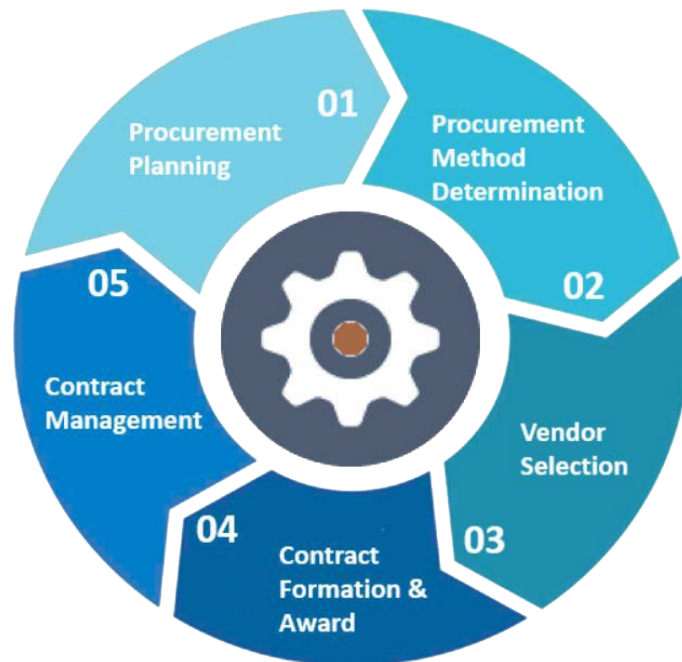 01
Procurement
Planning
Procurement
Method
Determination
02
Vendor
Selection
03
04
Contract
Formation &
Award
05
Contract
Management